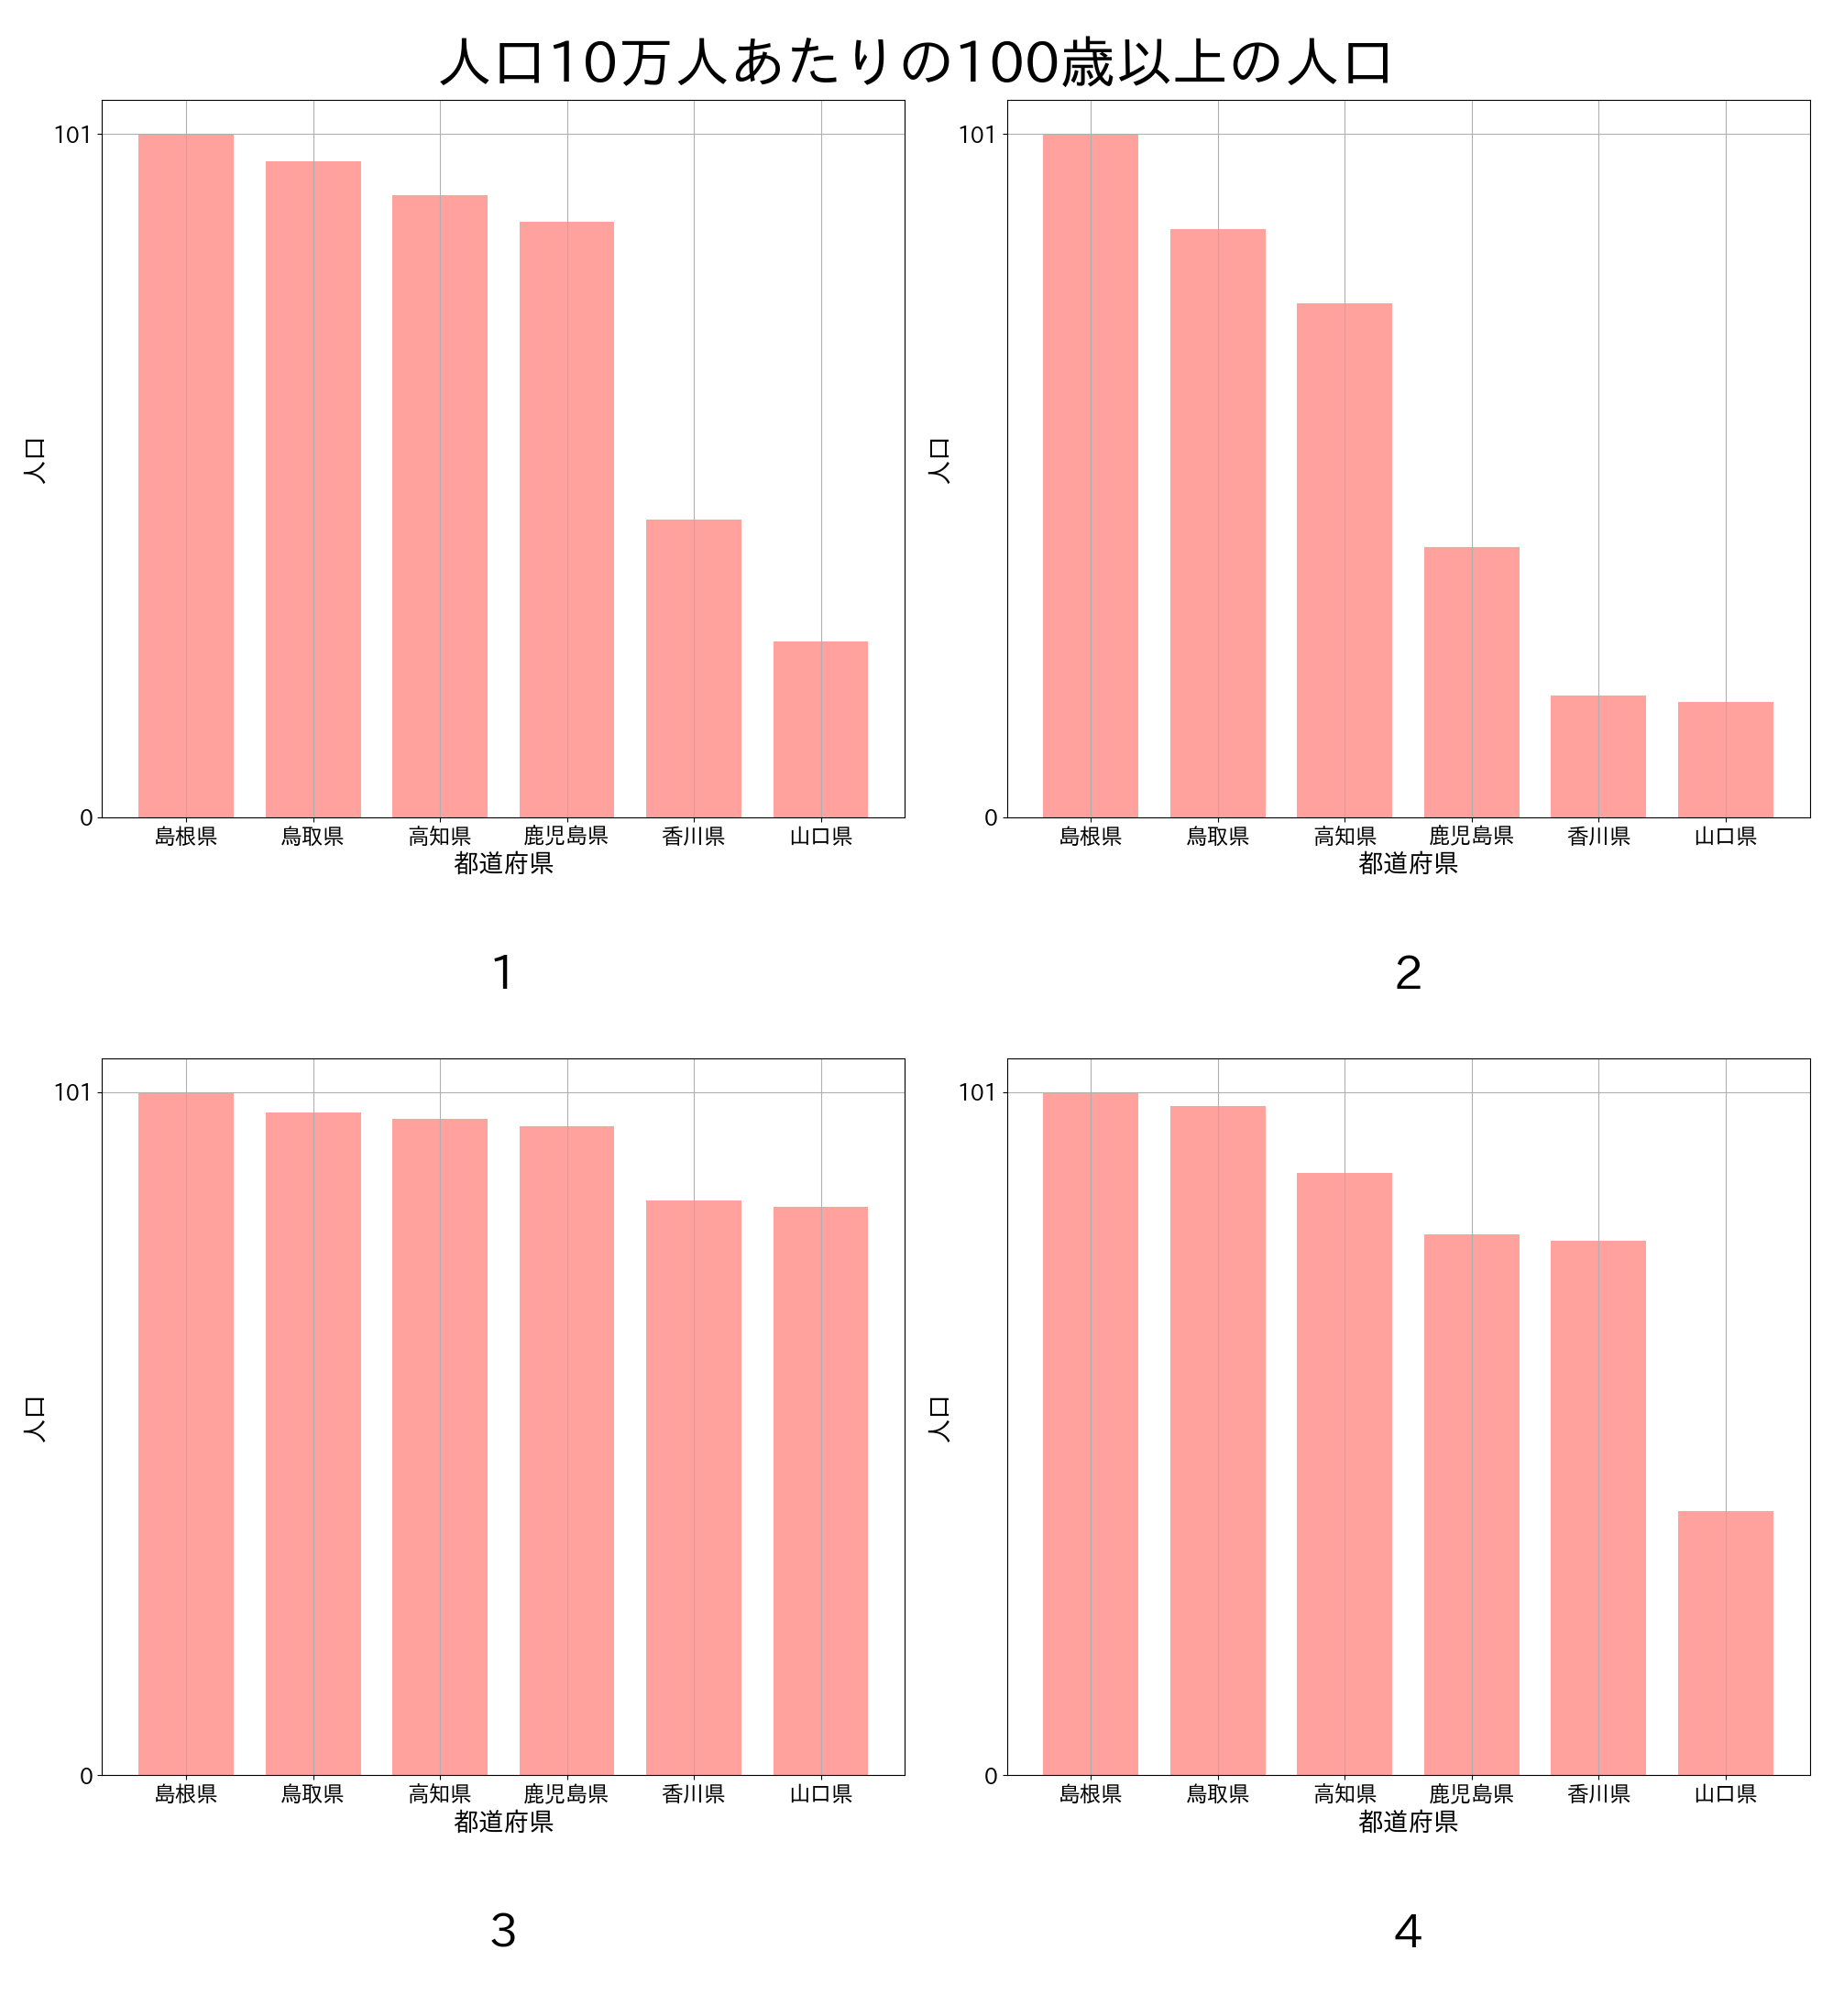 人口10万人あたりの100歳以上の人口
101
0
人口
島根県 鳥取県 高知県 鹿児島県 香川県 山口県
都道府県
1
101
0
人口
島根県 鳥取県 高知県 鹿児島県 香川県 山口県
都道府県
2
101
0
人口
島根県 鳥取県 高知県 鹿児島県 香川県 山口県
都道府県
3
101
0
人口
島根県 鳥取県 高知県 鹿児島県 香川県 山口県
都道府県
4